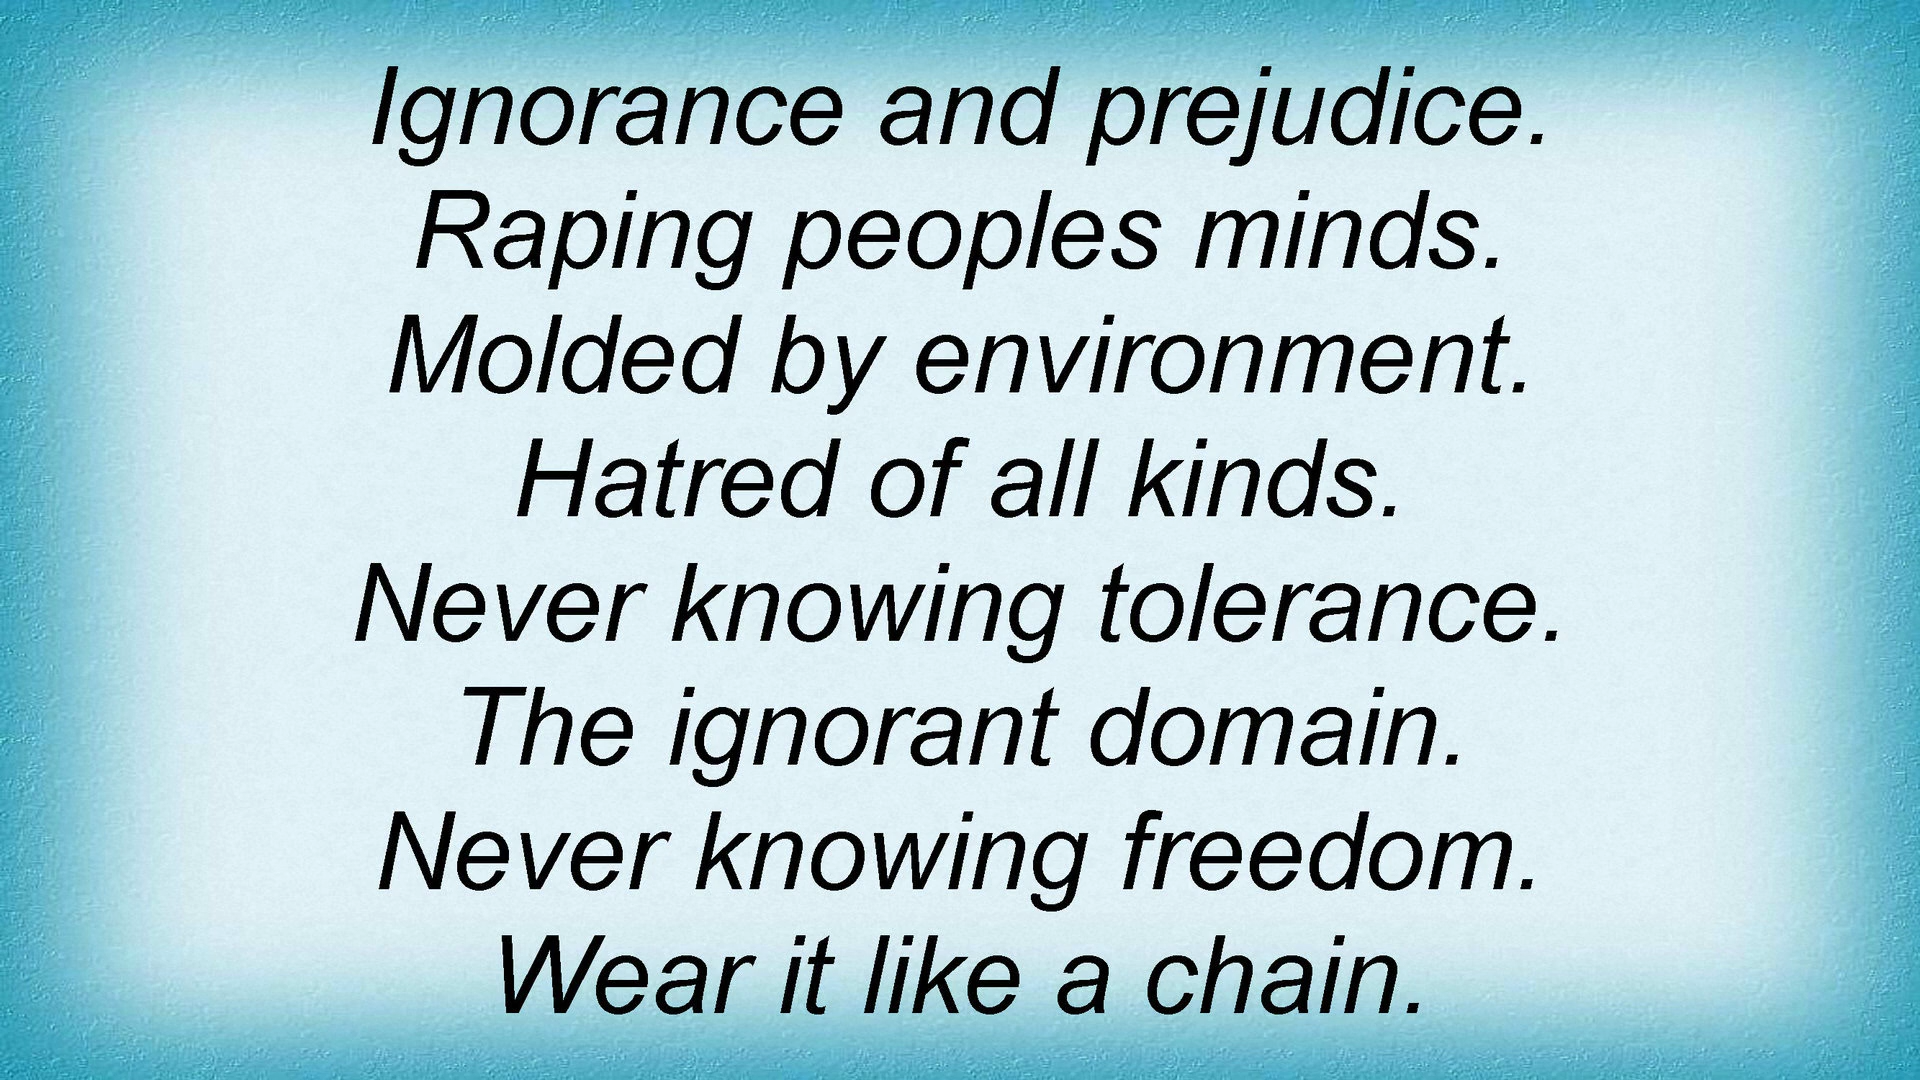 Ignorance and prejudice.
Raping peoples minds.
Molded by environment.
Hatred of all kinds.
Never knowing tolerance.
The ignorant domain.
Never knowing freedom.
Wear it like a chain.